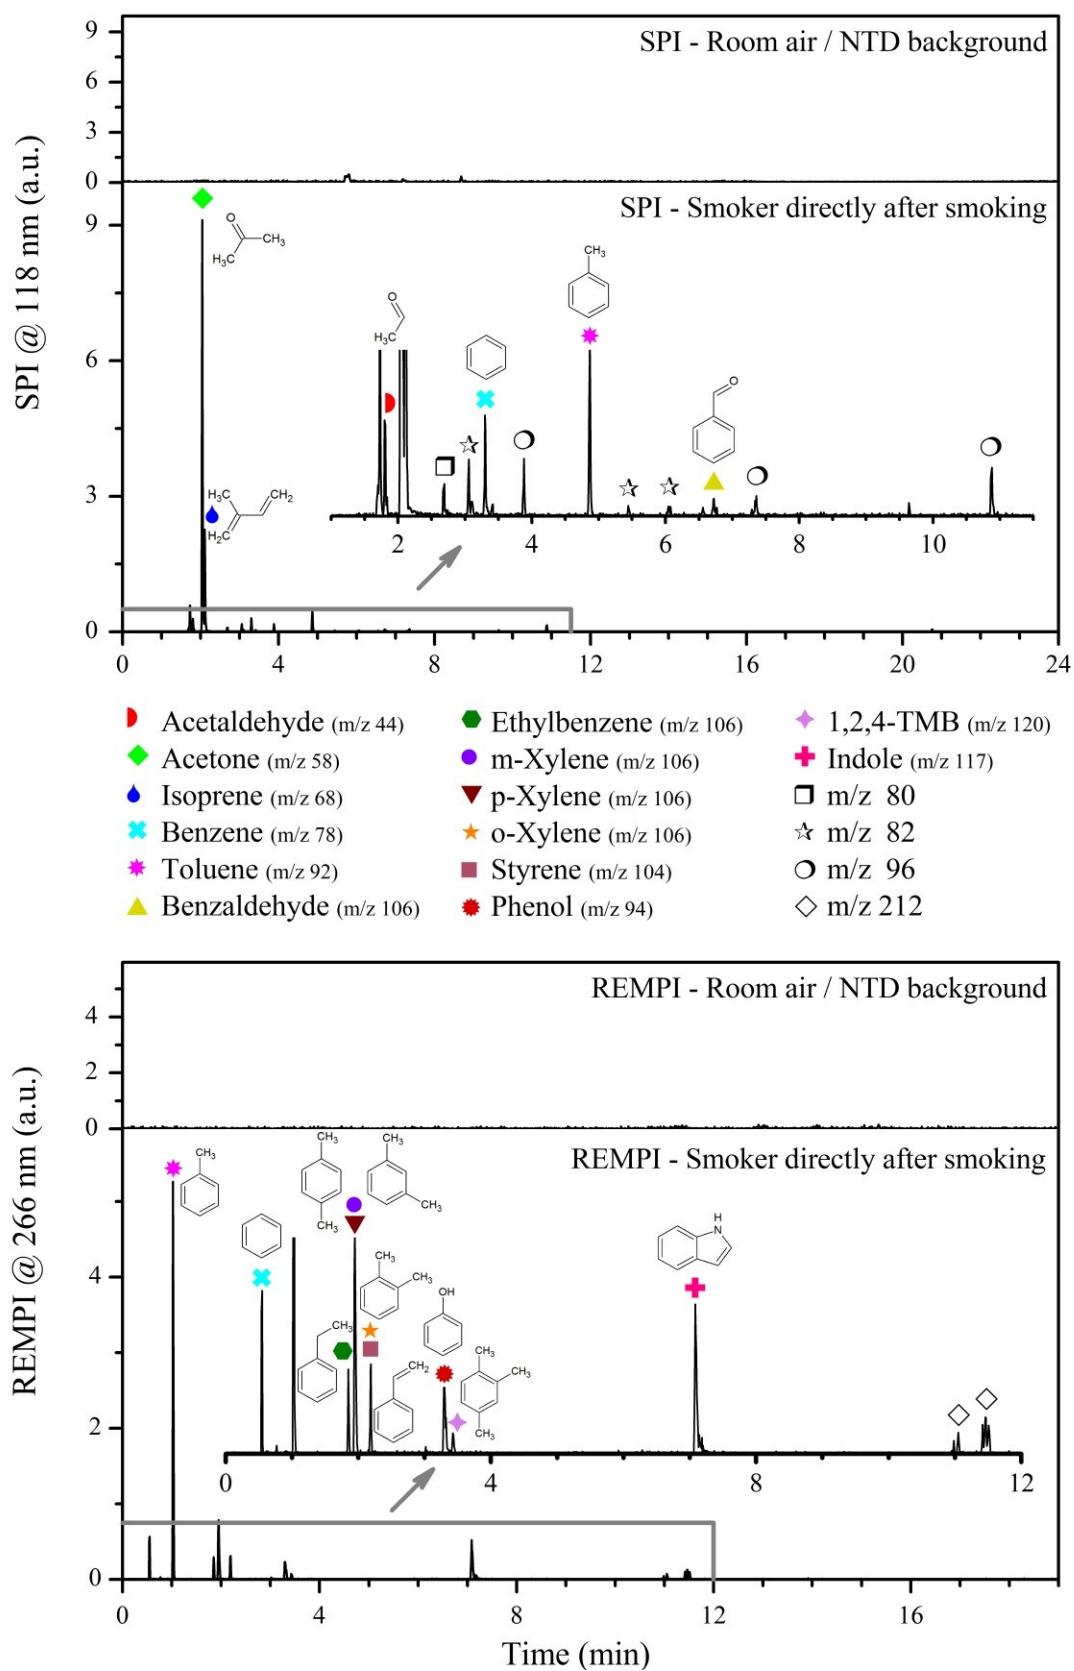 SPI - Room air / NTD background
9
6
3
0
SPI - Smoker directly after smoking
9
6
3
0
SPI @ 118 nm (a.u.)
O
CH₃
H₃C
H₃C
CH₂
H₂C
O
H₃C
CH₃
O
2 4 6 8 10
0 4 8 12 16 20 24
Acetaldehyde (m/z 44)
Acetone (m/z 58)
Isoprene (m/z 68)
Benzene (m/z 78)
Toluene (m/z 92)
Benzaldehyde (m/z 106)
Ethylbenzene (m/z 106)
m-Xylene (m/z 106)
p-Xylene (m/z 106)
o-Xylene (m/z 106)
Styrene (m/z 104)
Phenol (m/z 94)
1,2,4-TMB (m/z 120)
Indole (m/z 117)
m/z 80
m/z 82
m/z 96
m/z 212
REMPI - Room air / NTD background
4
2
0
REMPI - Smoker directly after smoking
4
2
0
REMPI @ 266 nm (a.u.)
CH₃
CH₃
CH₃
CH₃
CH₃
CH₃
CH₃
CH₃
CH₂
OH
CH₃
CH₃
CH₃
H
N
0 4 8 12
0 4 8 12 16
Time (min)